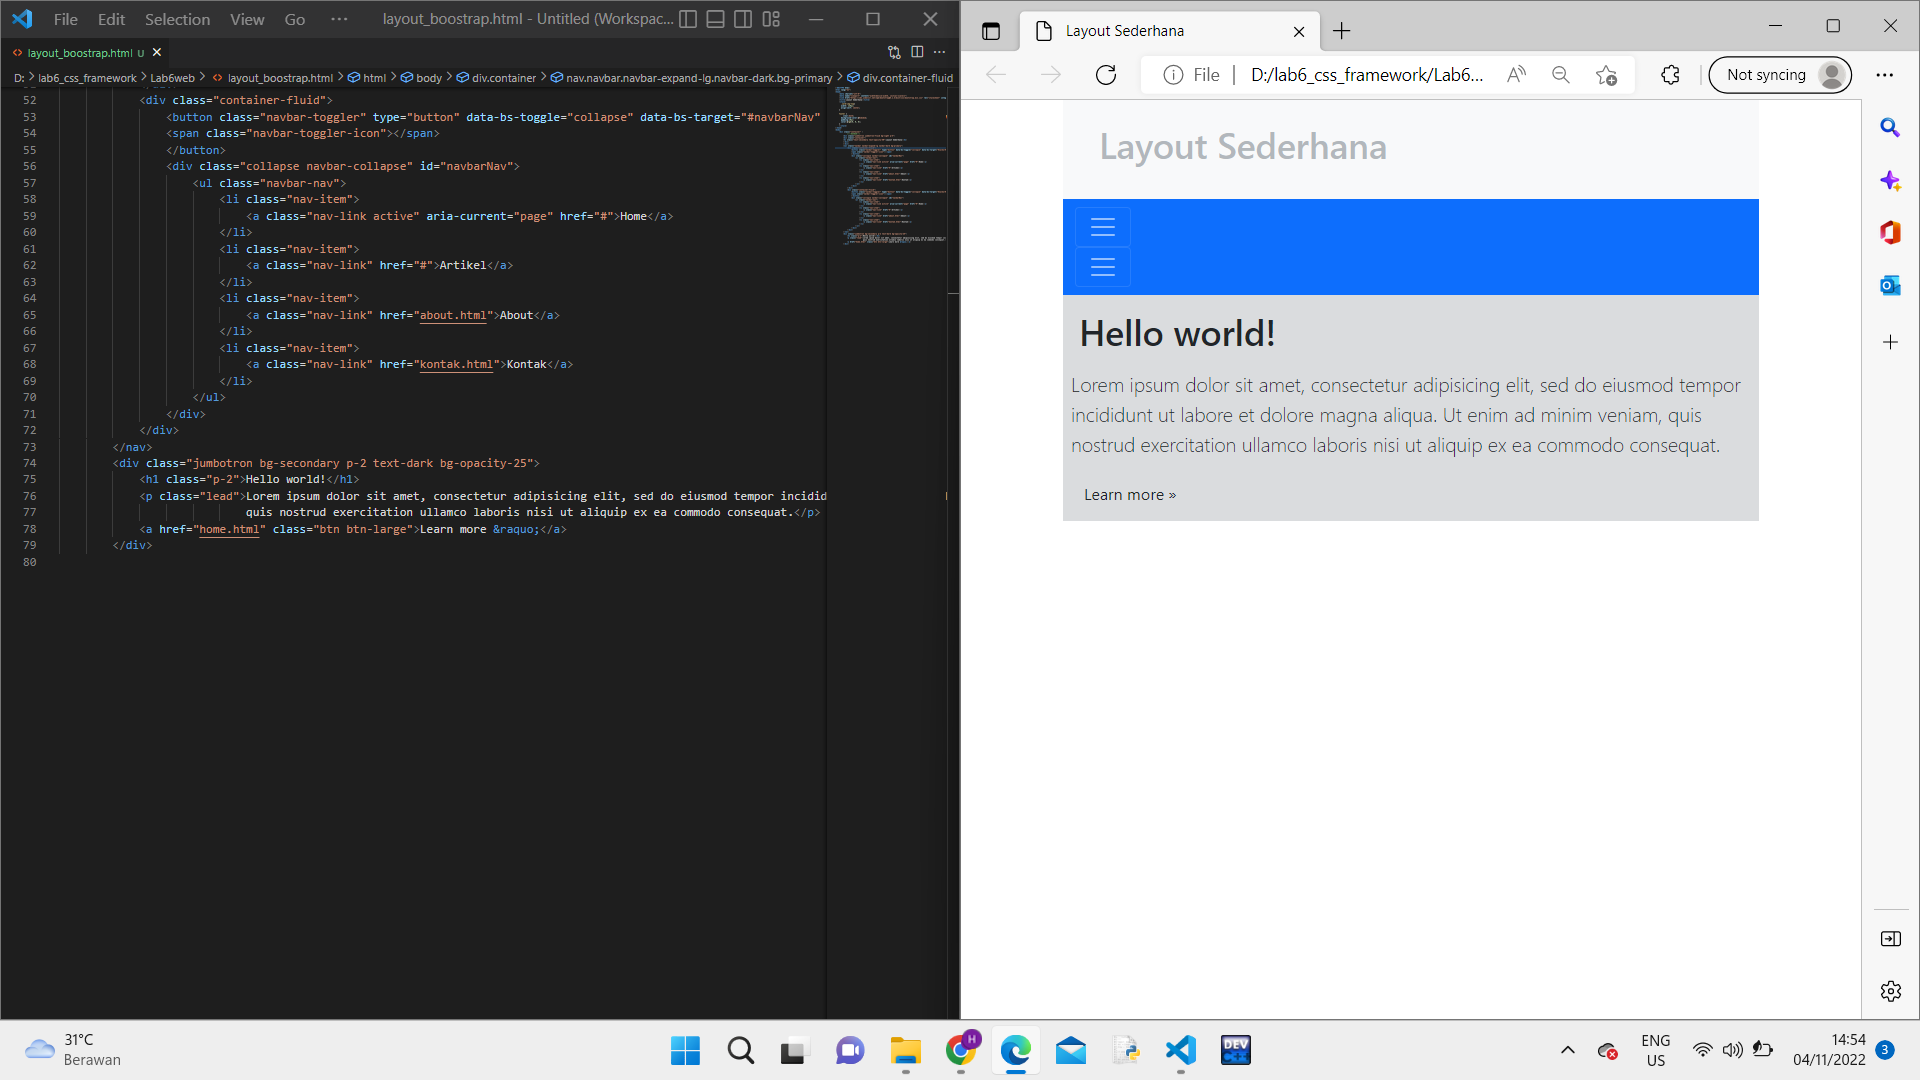 File Edit Selection View Go ··· layout_boostrap.html - Untitled (Workspac...
layout_boostrap.html U
D: > lab6_css_framework > Lab6web > layout_boostrap.html > html > body > div.container > nav.navbar.navbar-expand-lg.navbar-dark.bg-primary > div.container-fluid
52 <div class="container-fluid">
53 <button class="navbar-toggler" type="button" data-bs-toggle="collapse" data-bs-target="#navbarNav"
54 <span class="navbar-toggler-icon"></span>
55 </button>
56 <div class="collapse navbar-collapse" id="navbarNav">
57 <ul class="navbar-nav">
58 <li class="nav-item">
59 <a class="nav-link active" aria-current="page" href="#">Home</a>
60 </li>
61 <li class="nav-item">
62 <a class="nav-link" href="#">Artikel</a>
63 </li>
64 <li class="nav-item">
65 <a class="nav-link" href="about.html">About</a>
66 </li>
67 <li class="nav-item">
68 <a class="nav-link" href="kontak.html">Kontak</a>
69 </li>
70 </ul>
71 </div>
72 </div>
73 </nav>
74 <div class="jumbotron bg-secondary p-2 text-dark bg-opacity-25">
75 <h1 class="p-2">Hello world!</h1>
76 <p class="lead">Lorem ipsum dolor sit amet, consectetur adipisicing elit, sed do eiusmod tempor incidid
77 quis nostrud exercitation ullamco laboris nisi ut aliquip ex ea commodo consequat.</p>
78 <a href="home.html" class="btn btn-large">Learn more &raquo;</a>
79 </div>
80
Layout Sederhana
File | D:/lab6_css_framework/Lab6...
Not syncing
Layout Sederhana
Hello world!
Lorem ipsum dolor sit amet, consectetur adipisicing elit, sed do eiusmod tempor
incididunt ut labore et dolore magna aliqua. Ut enim ad minim veniam, quis
nostrud exercitation ullamco laboris nisi ut aliquip ex ea commodo consequat.
Learn more »
31°C
Berawan
H
DEV
C++
ENG
US
14:54
04/11/2022
3